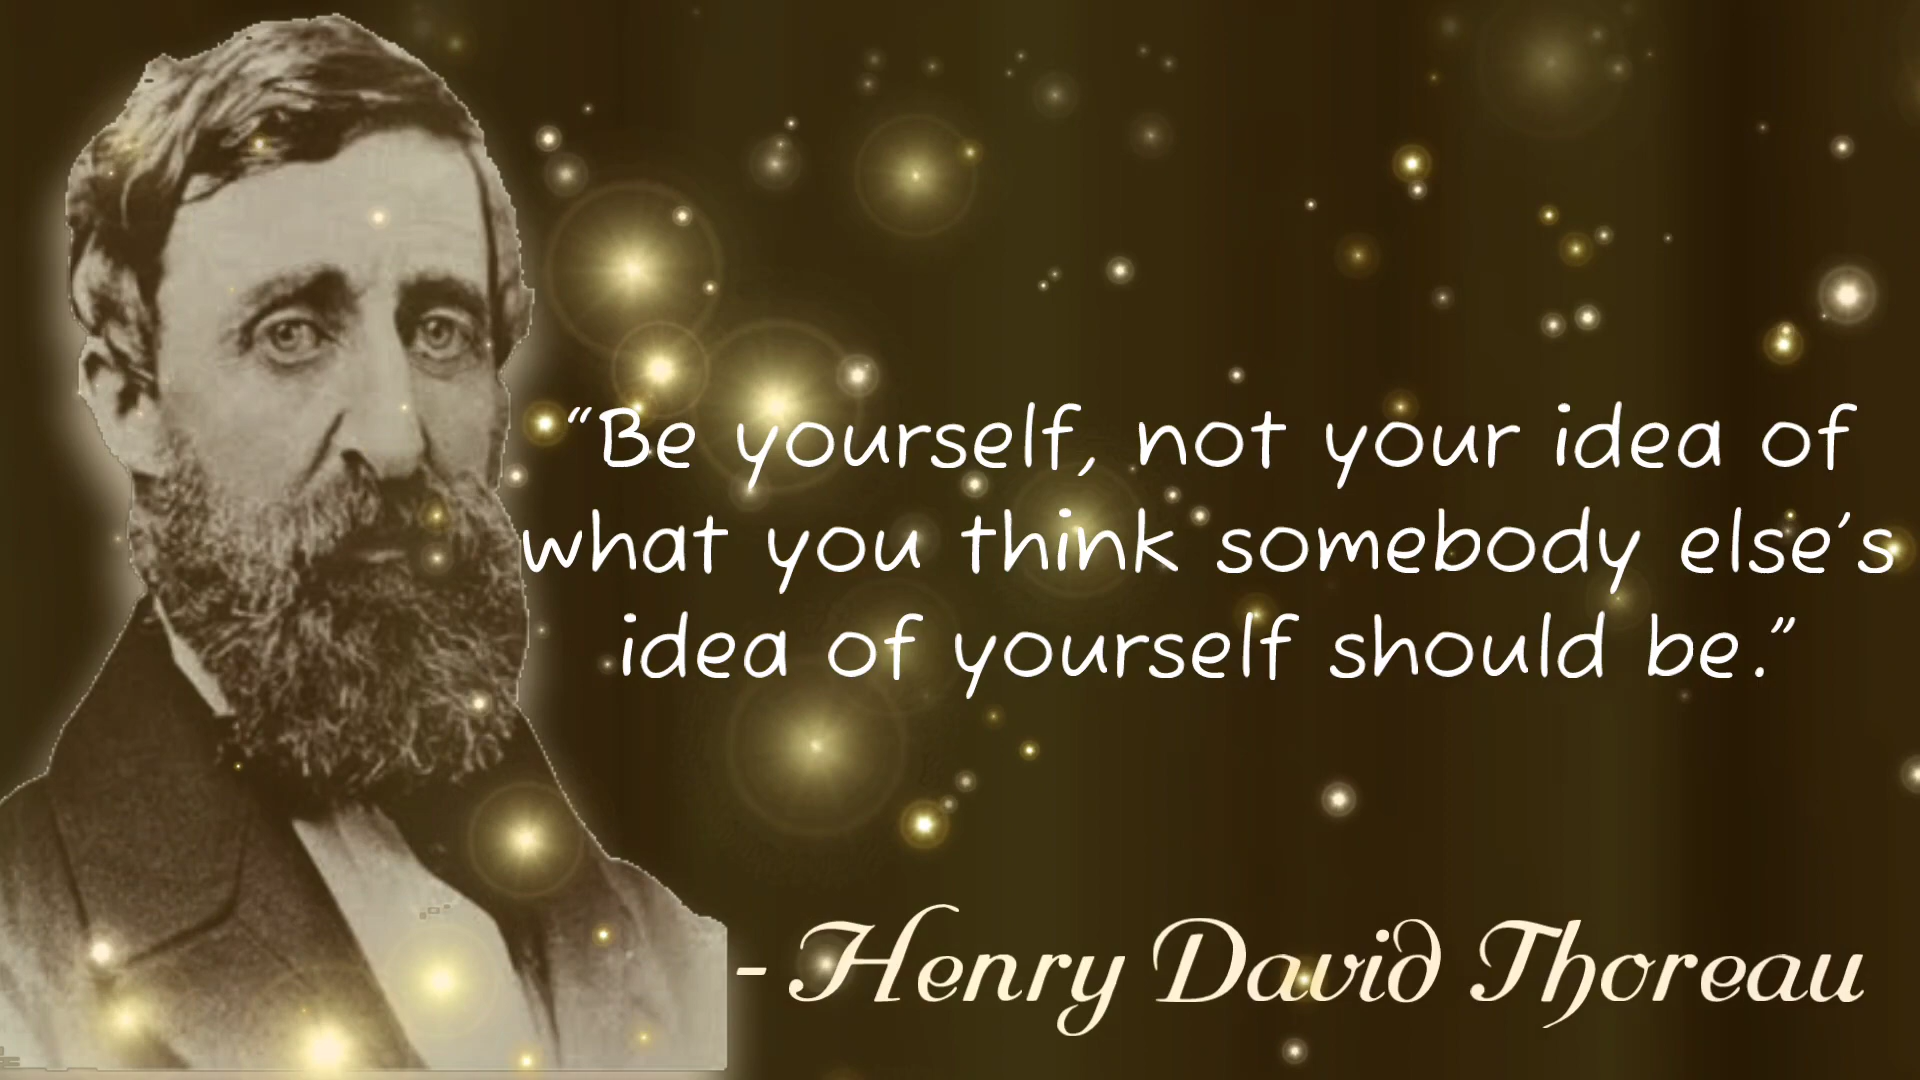 “Be yourself, not your idea of
what you think somebody else’s
idea of yourself should be.”
- Henry David Thoreau